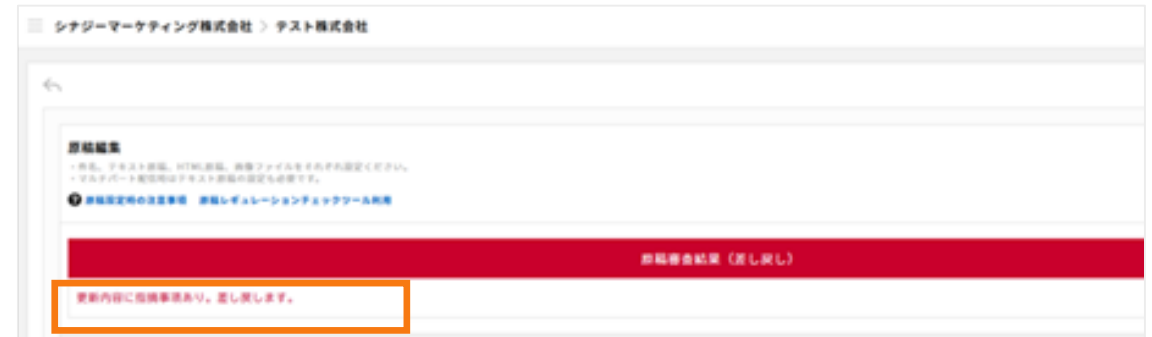 シナジーマーケティング株式会社 > テスト株式会社
原稿編集
・件名、テキスト原稿、HTML原稿、画像ファイルをそれぞれ設定ください。
・マルチパート配信時はテキスト原稿の設定も必要です。
原稿設定時の注意事項 原稿レギュレーションチェックツール利用
原稿審査結果(差し戻し)
更新内容に指摘事項あり。差し戻します。